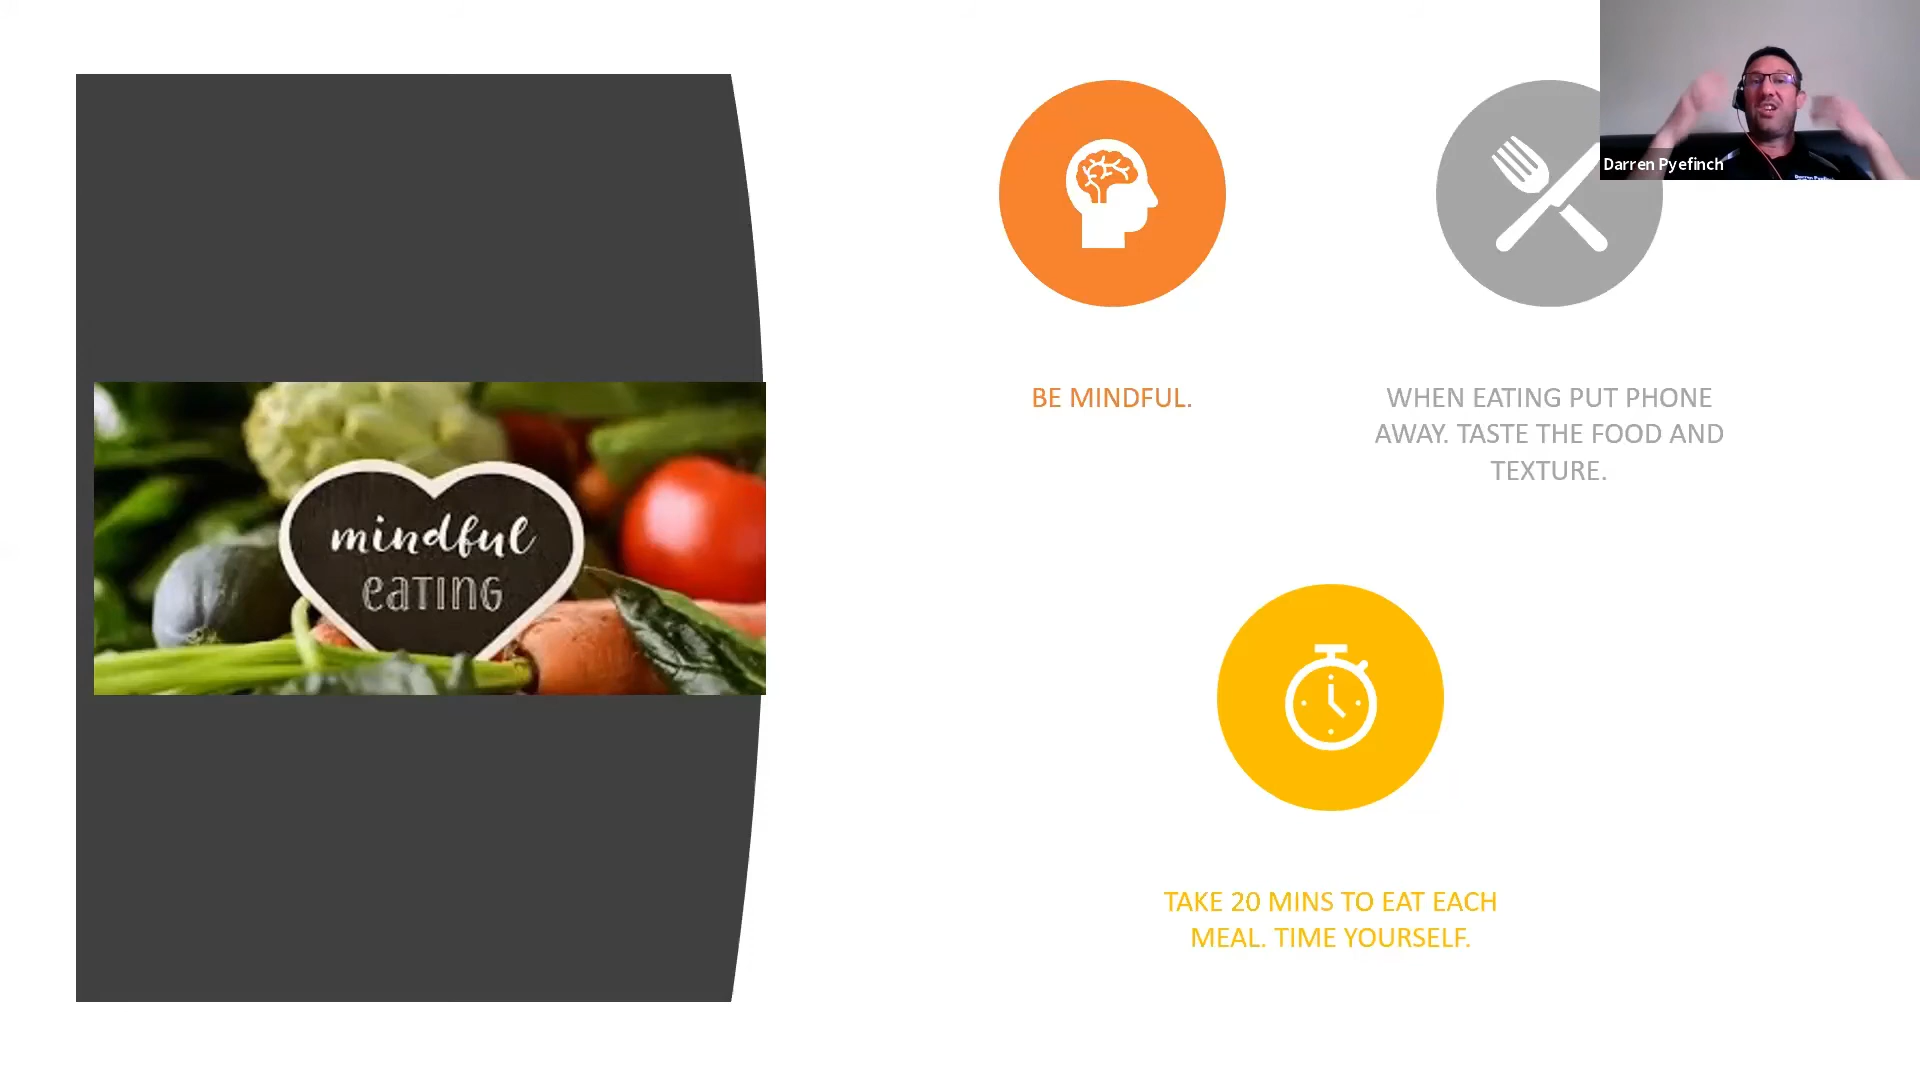 Darren Pyefinch
BE MINDFUL.
WHEN EATING PUT PHONE
AWAY. TASTE THE FOOD AND
TEXTURE.
mindful
eating
TAKE 20 MINS TO EAT EACH
MEAL. TIME YOURSELF.